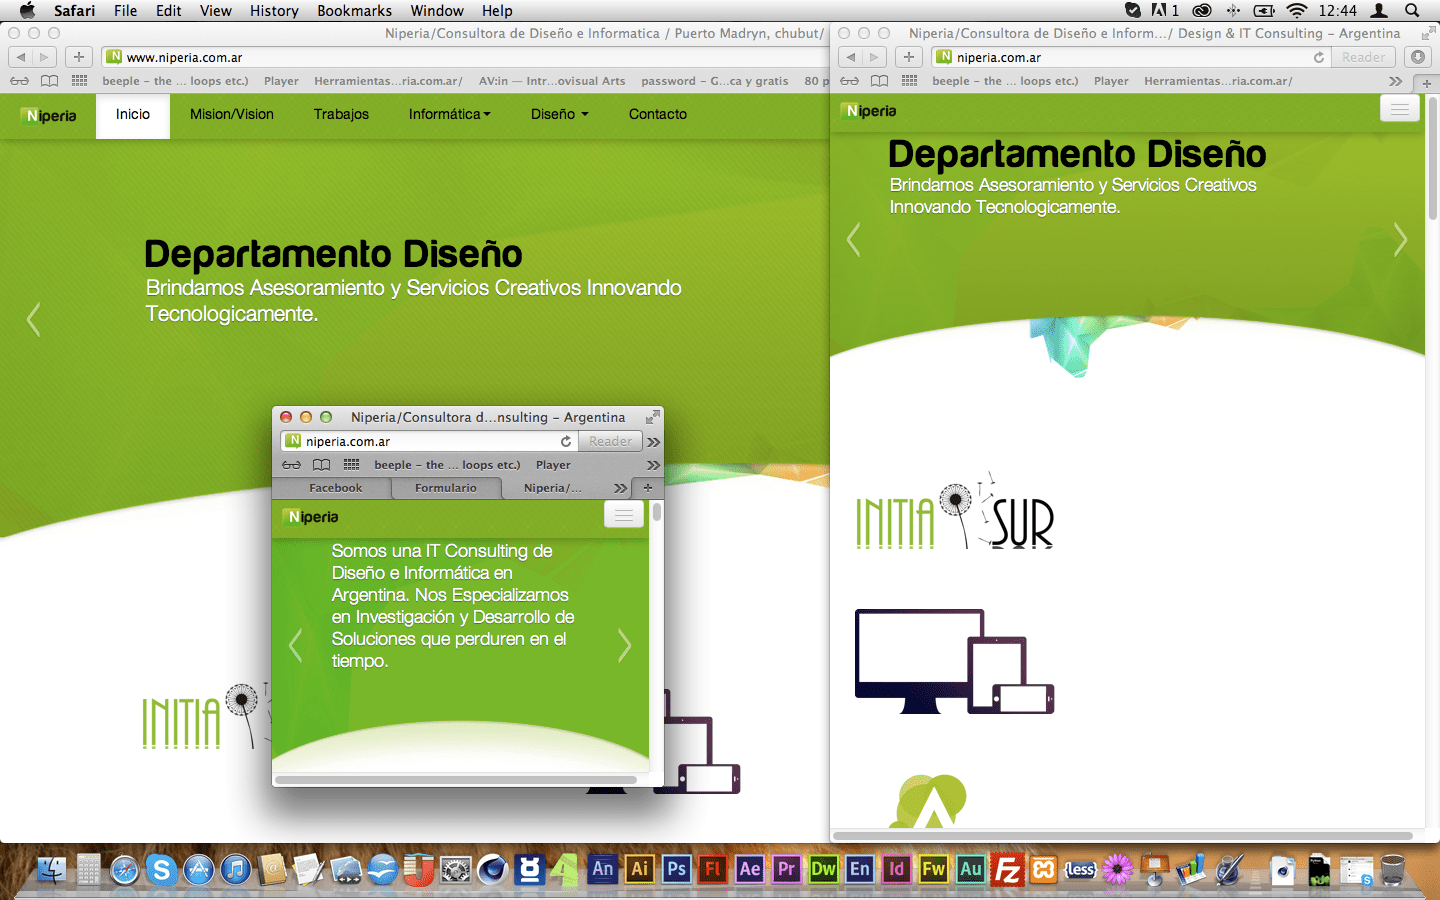 Safari File Edit View History Bookmarks Window Help
1 12:44
Niperia/Consultora de Diseño e Informatica / Puerto Madryn, chubut/
www.niperia.com.ar
beeple – the ... loops etc.) Player Herramientas...ria.com.ar/ AV:in — Intr...ovisual Arts password – G...ca y gratis 80 p
Niperia
Inicio Mision/Vision Trabajos Informática Diseño Contacto
Departamento Diseño
Brindamos Asesoramiento y Servicios Creativos Innovando
Tecnologicamente.
INITIA
Niperia/Consultora d...nsulting – Argentina
niperia.com.ar Reader
beeple – the ... loops etc.) Player
Facebook Formulario Niperia/...
Niperia
Somos una IT Consulting de
Diseño e Informática en
Argentina. Nos Especializamos
en Investigación y Desarrollo de
Soluciones que perduren en el
tiempo.
Niperia/Consultora de Diseño e Inform.../ Design & IT Consulting – Argentina
niperia.com.ar Reader
beeple – the ... loops etc.) Player Herramientas...ria.com.ar/
Niperia
Departamento Diseño
Brindamos Asesoramiento y Servicios Creativos
Innovando Tecnologicamente.
INITIA SUR
An Ai Ps Fl Ae Pr Dw En Id Fw Au Fz {less}